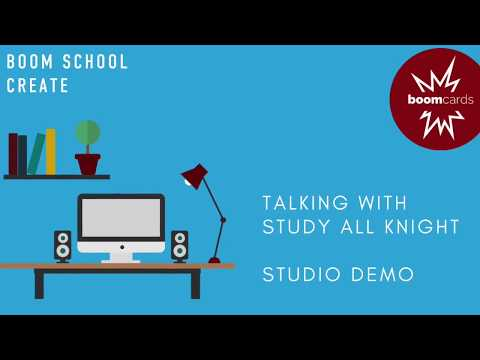 BOOM SCHOOL
CREATE
boomcards
TALKING WITH
STUDY ALL KNIGHT
STUDIO DEMO